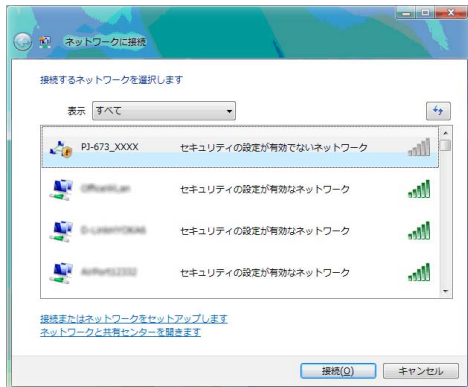 ネットワークに接続
接続するネットワークを選択します
表示 すべて
PJ-673_XXXX セキュリティの設定が有効でないネットワーク
セキュリティの設定が有効なネットワーク
セキュリティの設定が有効なネットワーク
セキュリティの設定が有効なネットワーク
接続またはネットワークをセットアップします
ネットワークと共有センターを開きます
接続(O) キャンセル